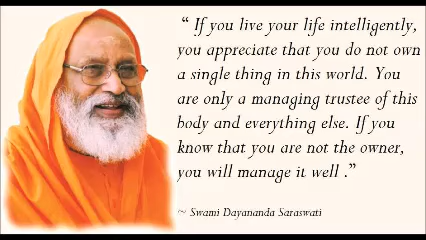 “ If you live your life intelligently,
you appreciate that you do not own
a single thing in this world. You
are only a managing trustee of this
body and everything else. If you
know that you are not the owner,
you will manage it well .”
~ Swami Dayananda Saraswati